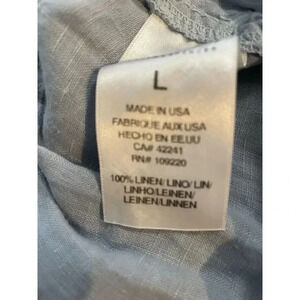 L
MADE IN USA
FABRIQUE AUX USA
HECHO EN EE.UU
CA# 42241
RN# 109220
100% LINEN/ LINO/ LIN/
LINHO/LEINEN/
LEINEN/LINNEN